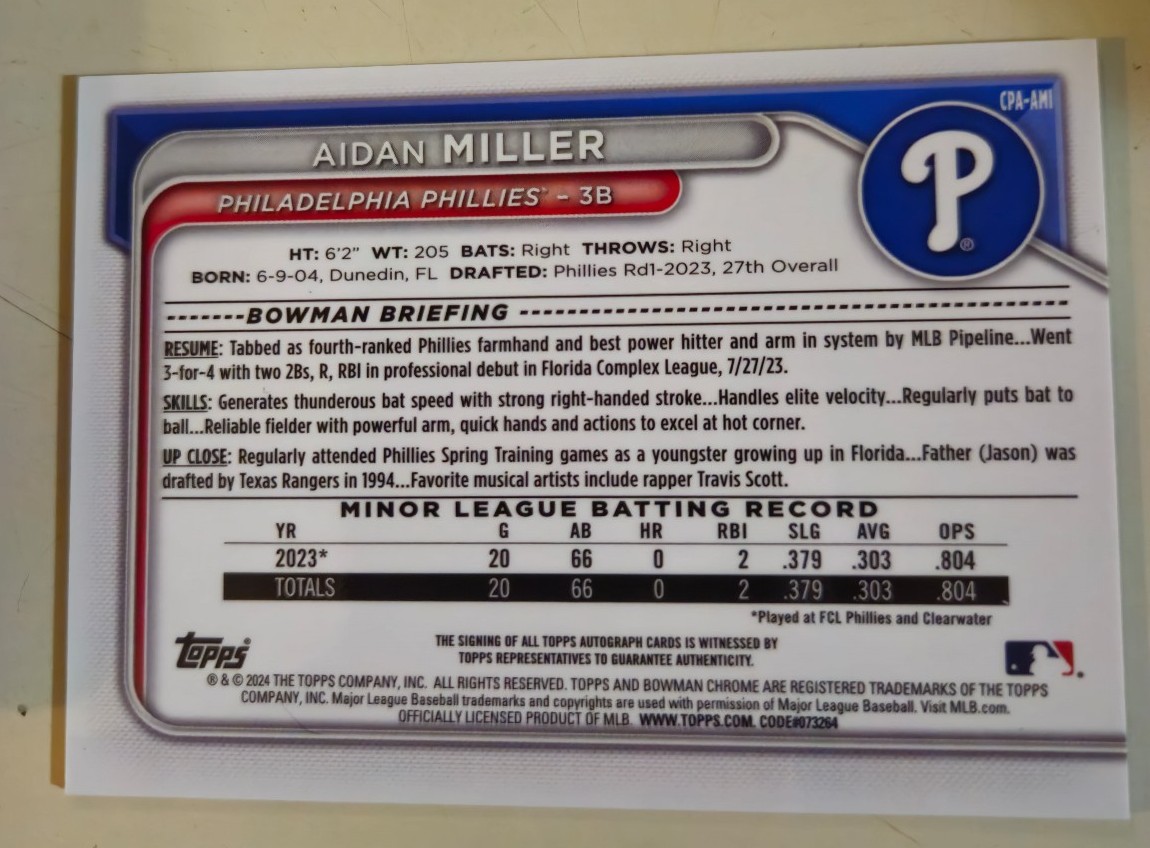 CPA-AMI
AIDAN MILLER
PHILADELPHIA PHILLIES™ - 3B
P®
HT: 6'2" WT: 205 BATS: Right THROWS: Right
BORN: 6-9-04, Dunedin, FL DRAFTED: Phillies Rd1-2023, 27th Overall
BOWMAN BRIEFING
RESUME: Tabbed as fourth-ranked Phillies farmhand and best power hitter and arm in system by MLB Pipeline...Went
3-for-4 with two 2Bs, R, RBI in professional debut in Florida Complex League, 7/27/23.
SKILLS: Generates thunderous bat speed with strong right-handed stroke...Handles elite velocity...Regularly puts bat to
ball...Reliable fielder with powerful arm, quick hands and actions to excel at hot corner.
UP CLOSE: Regularly attended Phillies Spring Training games as a youngster growing up in Florida...Father (Jason) was
drafted by Texas Rangers in 1994...Favorite musical artists include rapper Travis Scott.
MINOR LEAGUE BATTING RECORD
YR G AB HR RBI SLG AVG OPS
2023* 20 66 0 2 .379 .303 .804
TOTALS 20 66 0 2 .379 .303 .804
*Played at FCL Phillies and Clearwater
Topps®
THE SIGNING OF ALL TOPPS AUTOGRAPH CARDS IS WITNESSED BY
TOPPS REPRESENTATIVES TO GUARANTEE AUTHENTICITY.
® & © 2024 THE TOPPS COMPANY, INC. ALL RIGHTS RESERVED. TOPPS AND BOWMAN CHROME ARE REGISTERED TRADEMARKS OF THE TOPPS
COMPANY, INC. Major League Baseball trademarks and copyrights are used with permission of Major League Baseball. Visit MLB.com.
OFFICIALLY LICENSED PRODUCT OF MLB. WWW.TOPPS.COM. CODE#073264